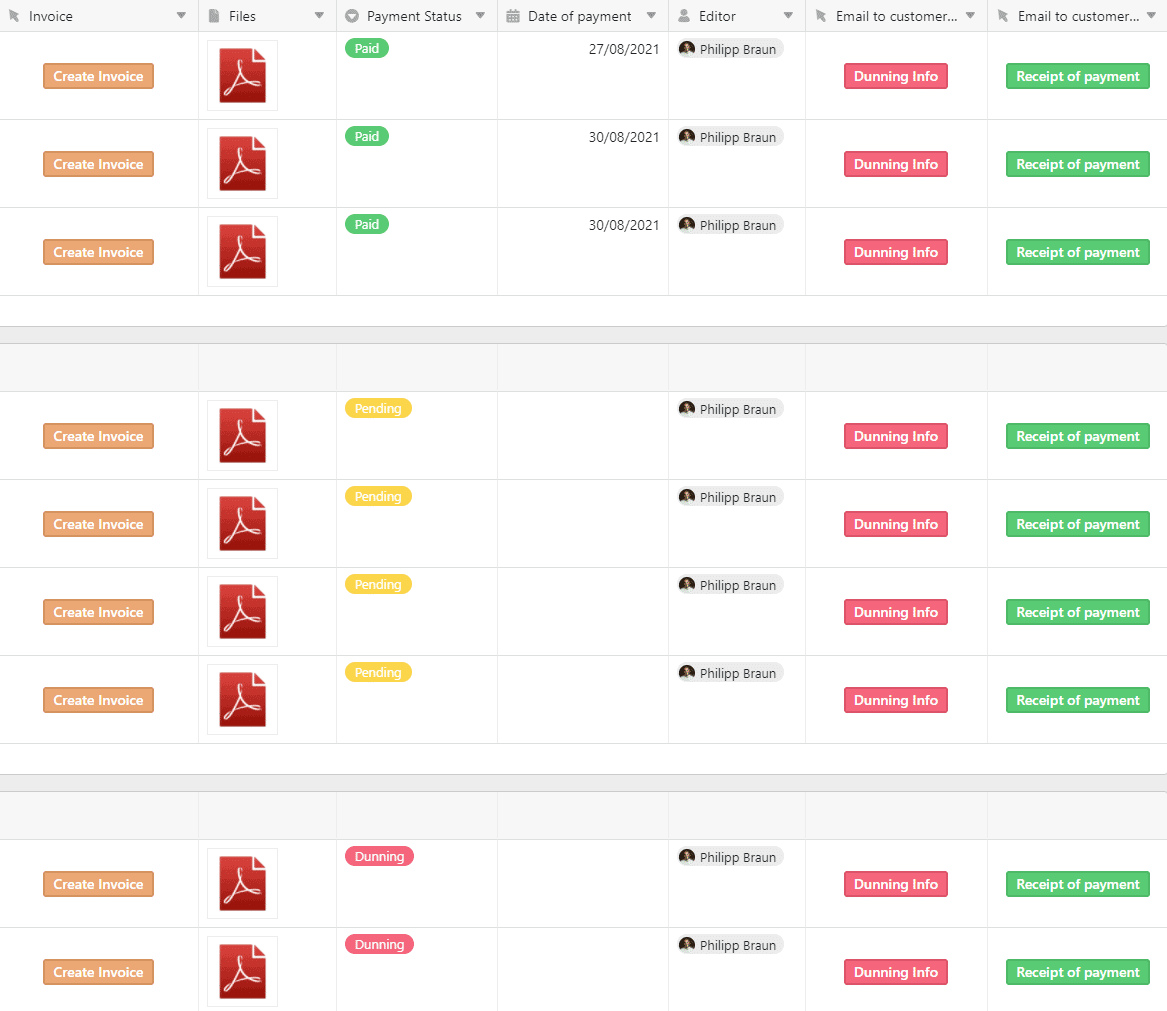 Invoice Files Payment Status Date of payment Editor Email to customer... Email to customer...
Paid 27/08/2021 Philipp Braun
Create Invoice Dunning Info Receipt of payment
Paid 30/08/2021 Philipp Braun
Create Invoice Dunning Info Receipt of payment
Paid 30/08/2021 Philipp Braun
Create Invoice Dunning Info Receipt of payment
Pending Philipp Braun
Create Invoice Dunning Info Receipt of payment
Pending Philipp Braun
Create Invoice Dunning Info Receipt of payment
Pending Philipp Braun
Create Invoice Dunning Info Receipt of payment
Pending Philipp Braun
Create Invoice Dunning Info Receipt of payment
Dunning Philipp Braun
Create Invoice Dunning Info Receipt of payment
Dunning Philipp Braun
Create Invoice Dunning Info Receipt of payment